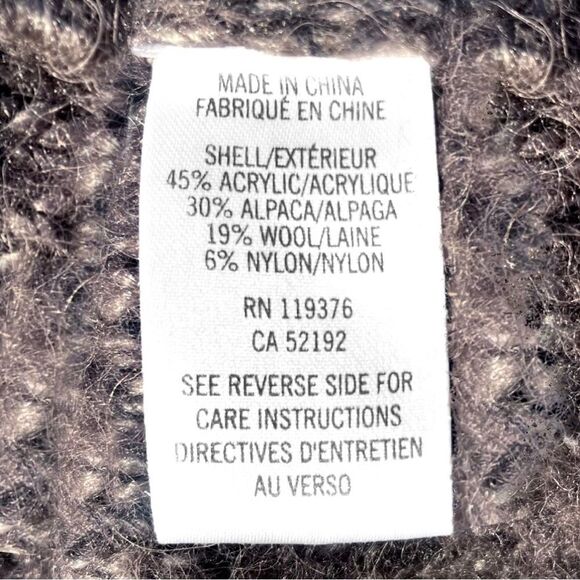 MADE IN CHINA
FABRIQUÉ EN CHINE
SHELL/EXTÉRIEUR
45% ACRYLIC/ACRYLIQUE
30% ALPACA/ALPAGA
19% WOOL/LAINE
6% NYLON/NYLON
RN 119376
CA 52192
SEE REVERSE SIDE FOR
CARE INSTRUCTIONS
DIRECTIVES D'ENTRETIEN
AU VERSO